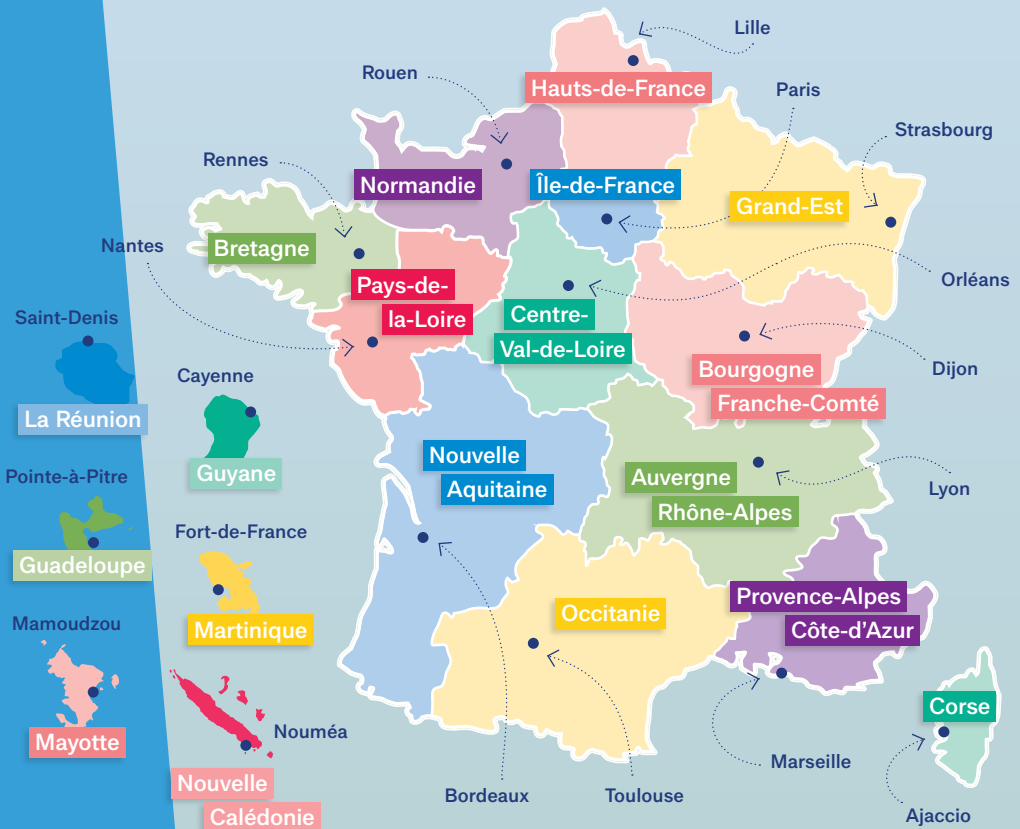 Lille
Rouen
Hauts-de-France
Paris
Strasbourg
Rennes
Normandie
Île-de-France
Grand-Est
Nantes
Bretagne
Orléans
Pays-de-
la-Loire
Centre-
Val-de-Loire
Saint-Denis
La Réunion
Cayenne
Guyane
Bourgogne
Franche-Comté
Dijon
Nouvelle
Aquitaine
Auvergne
Rhône-Alpes
Lyon
Pointe-à-Pitre
Guadeloupe
Fort-de-France
Martinique
Occitanie
Provence-Alpes
Côte-d'Azur
Mamoudzou
Mayotte
Nouméa
Nouvelle
Calédonie
Corse
Marseille
Bordeaux
Toulouse
Ajaccio